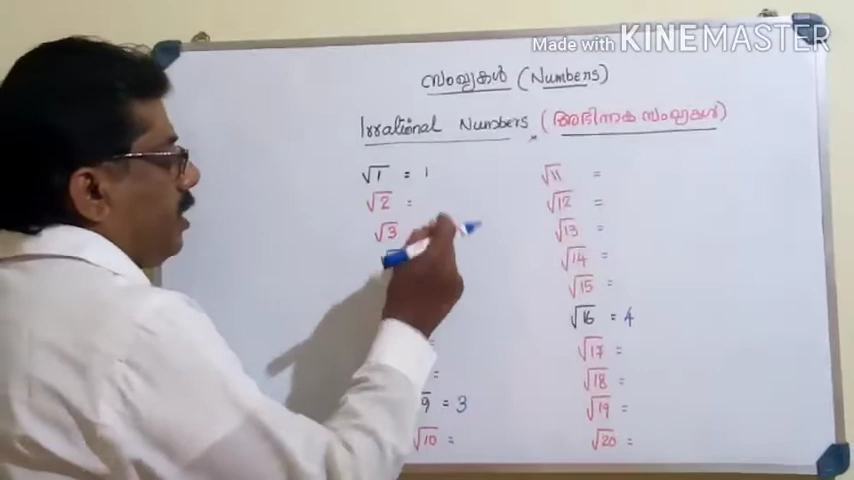 Made with KINEMASTER
സംഖ്യകൾ (Numbers)
Irrational Numbers (അഭിന്നക സംഖ്യകൾ)
√1 = 1
√2 =
√3
√9 = 3
√10 =
√11 =
√12 =
√13 =
√14 =
√15 =
√16 = 4
√17 =
√18 =
√19 =
√20 =